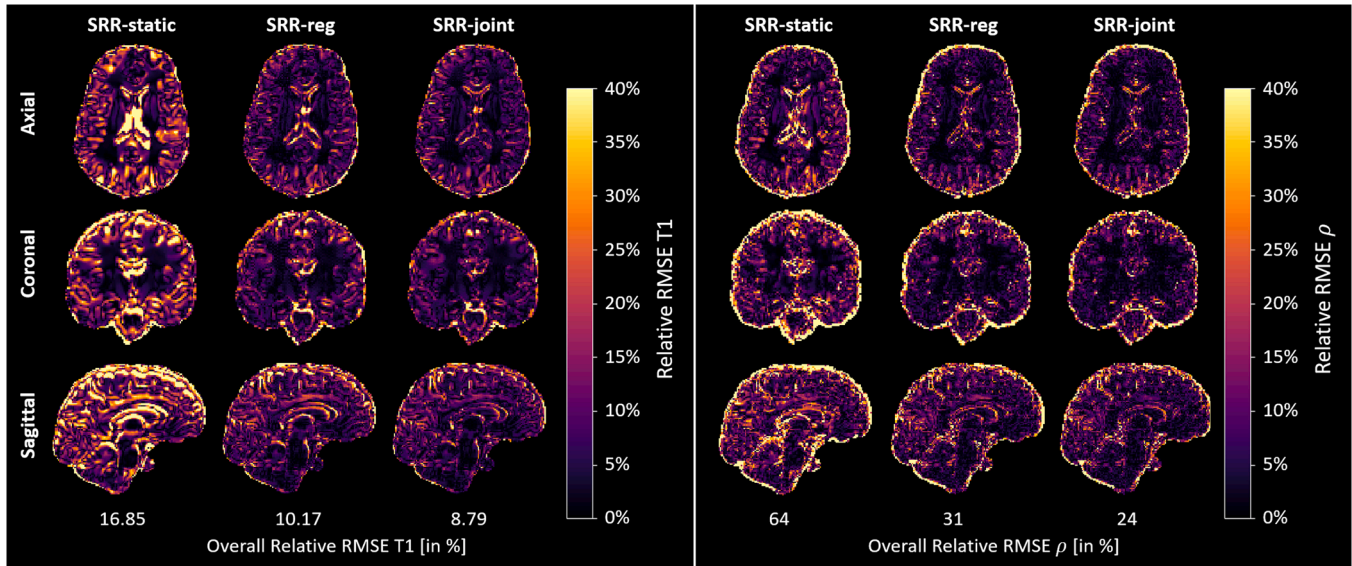 SRR-static SRR-reg SRR-joint
Axial
Coronal
Sagittal
40%
35%
30%
25%
20%
15%
10%
5%
0%
Relative RMSE T1
16.85 10.17 8.79
Overall Relative RMSE T1 [in %]
SRR-static SRR-reg SRR-joint
40%
35%
30%
25%
20%
15%
10%
5%
0%
Relative RMSE ρ
64 31 24
Overall Relative RMSE ρ [in %]